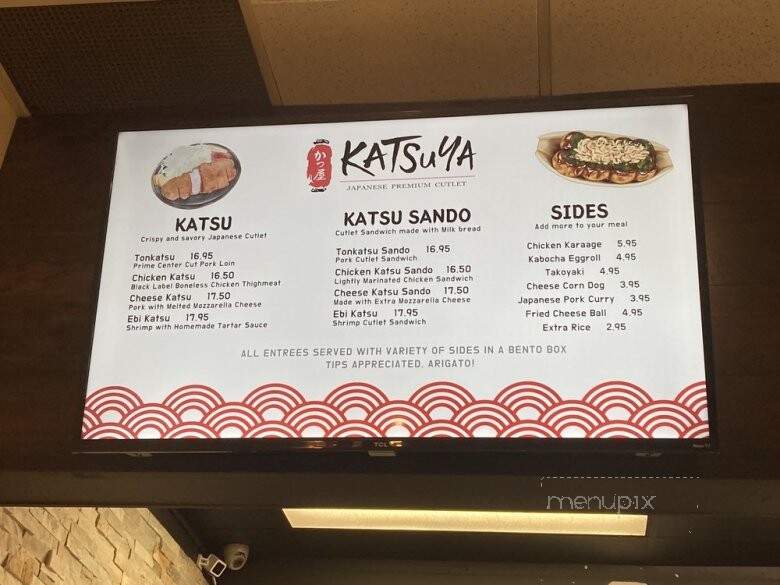 かつ屋
KATSuYA
JAPANESE PREMIUM CUTLET
KATSU
Crispy and savory Japanese Cutlet
Tonkatsu 16.95
Prime Center Cut Pork Loin
Chicken Katsu 16.50
Black Label Boneless Chicken Thighmeat
Cheese Katsu 17.50
Pork with Melted Mozzarella Cheese
Ebi Katsu 17.95
Shrimp with Homemade Tartar Sauce
KATSU SANDO
Cutlet Sandwich made with Milk bread
Tonkatsu Sando 16.95
Pork Cutlet Sandwich
Chicken Katsu Sando 16.50
Lightly Marinated Chicken Sandwich
Cheese Katsu Sando 17.50
Made with Extra Mozzarella Cheese
Ebi Katsu 17.95
Shrimp Cutlet Sandwich
SIDES
Add more to your meal
Chicken Karaage 5.95
Kabocha Eggroll 4.95
Takoyaki 4.95
Cheese Corn Dog 3.95
Japanese Pork Curry 3.95
Fried Cheese Ball 4.95
Extra Rice 2.95
ALL ENTREES SERVED WITH VARIETY OF SIDES IN A BENTO BOX
TIPS APPRECIATED, ARIGATO!
TCL
menupix